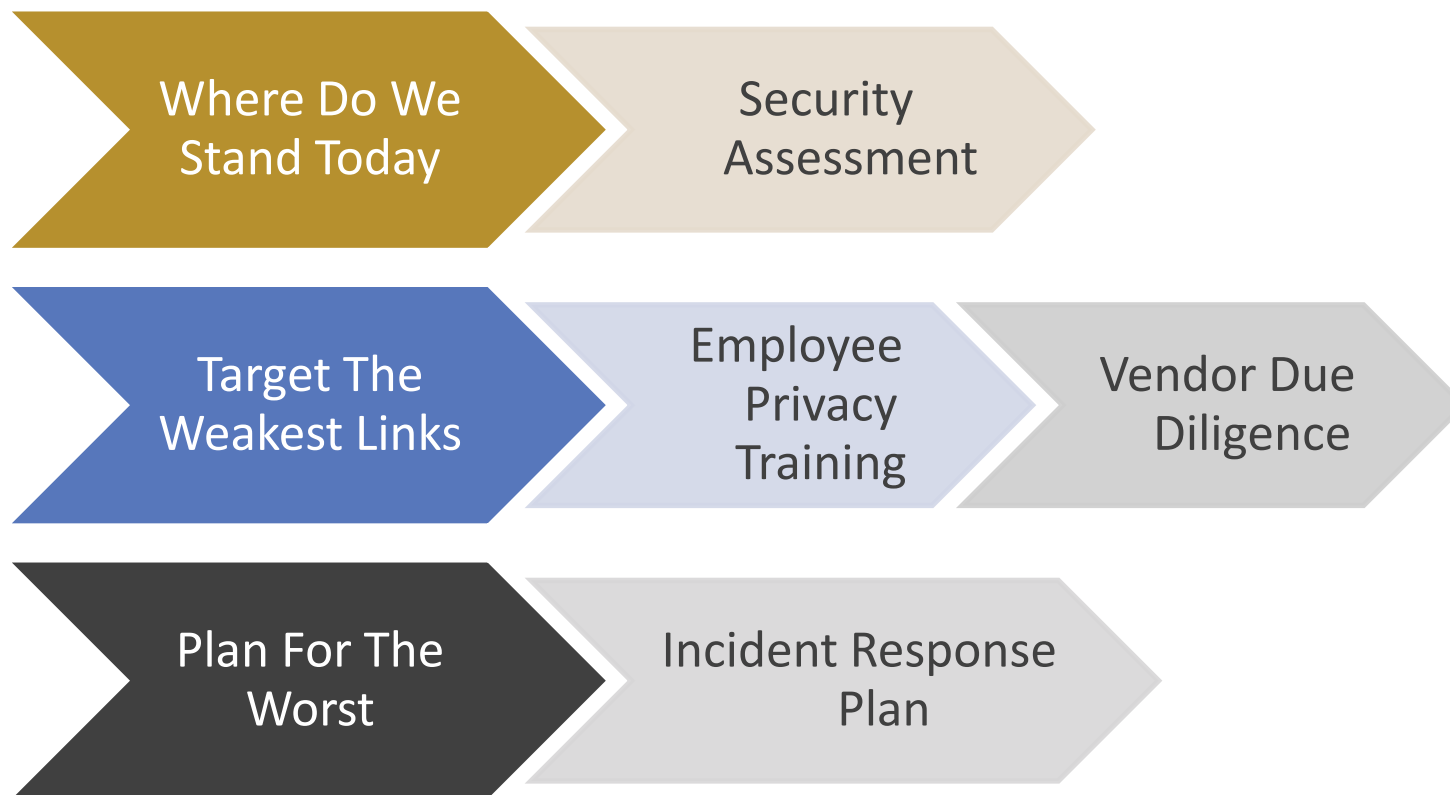 Where Do We
Stand Today
Security
Assessment
Target The
Weakest Links
Employee
Privacy
Training
Vendor Due
Diligence
Plan For The
Worst
Incident Response
Plan